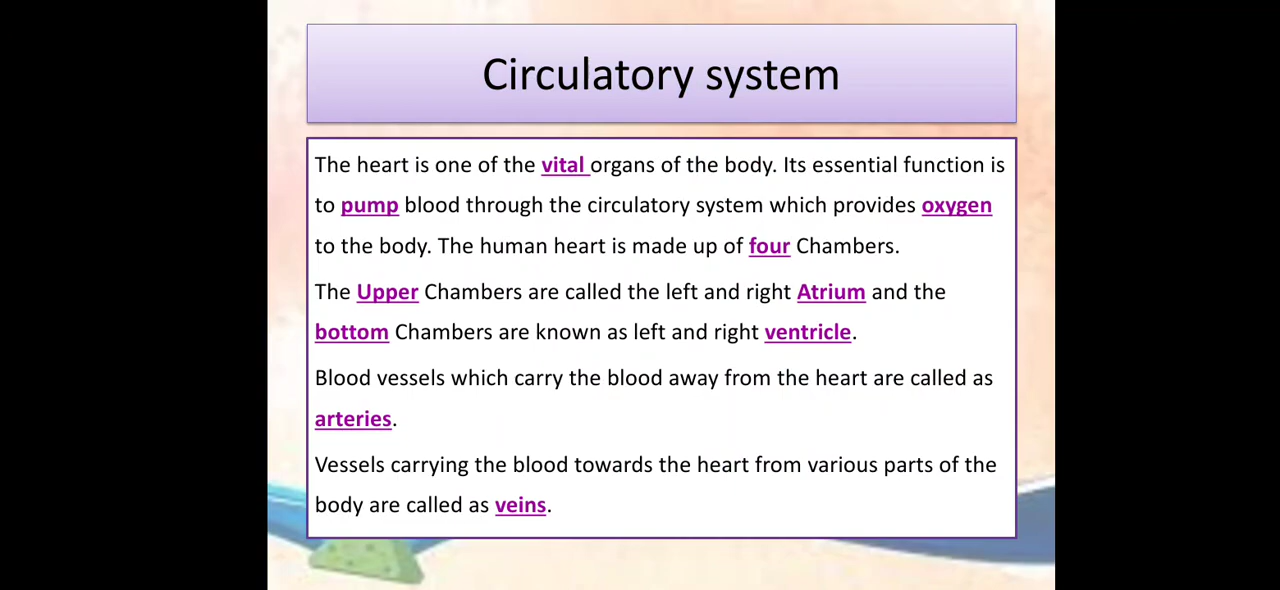 Circulatory system
The heart is one of the vital organs of the body. Its essential function is
to pump blood through the circulatory system which provides oxygen
to the body. The human heart is made up of four Chambers.
The Upper Chambers are called the left and right Atrium and the
bottom Chambers are known as left and right ventricle.
Blood vessels which carry the blood away from the heart are called as
arteries.
Vessels carrying the blood towards the heart from various parts of the
body are called as veins.